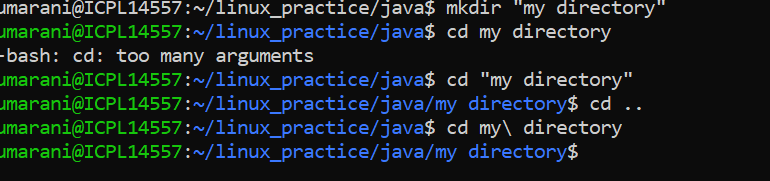 umarani@ICPL14557:~/linux_practice/java$ mkdir "my directory"
umarani@ICPL14557:~/linux_practice/java$ cd my directory
-bash: cd: too many arguments
umarani@ICPL14557:~/linux_practice/java$ cd "my directory"
umarani@ICPL14557:~/linux_practice/java/my directory$ cd ..
umarani@ICPL14557:~/linux_practice/java$ cd my\ directory
umarani@ICPL14557:~/linux_practice/java/my directory$